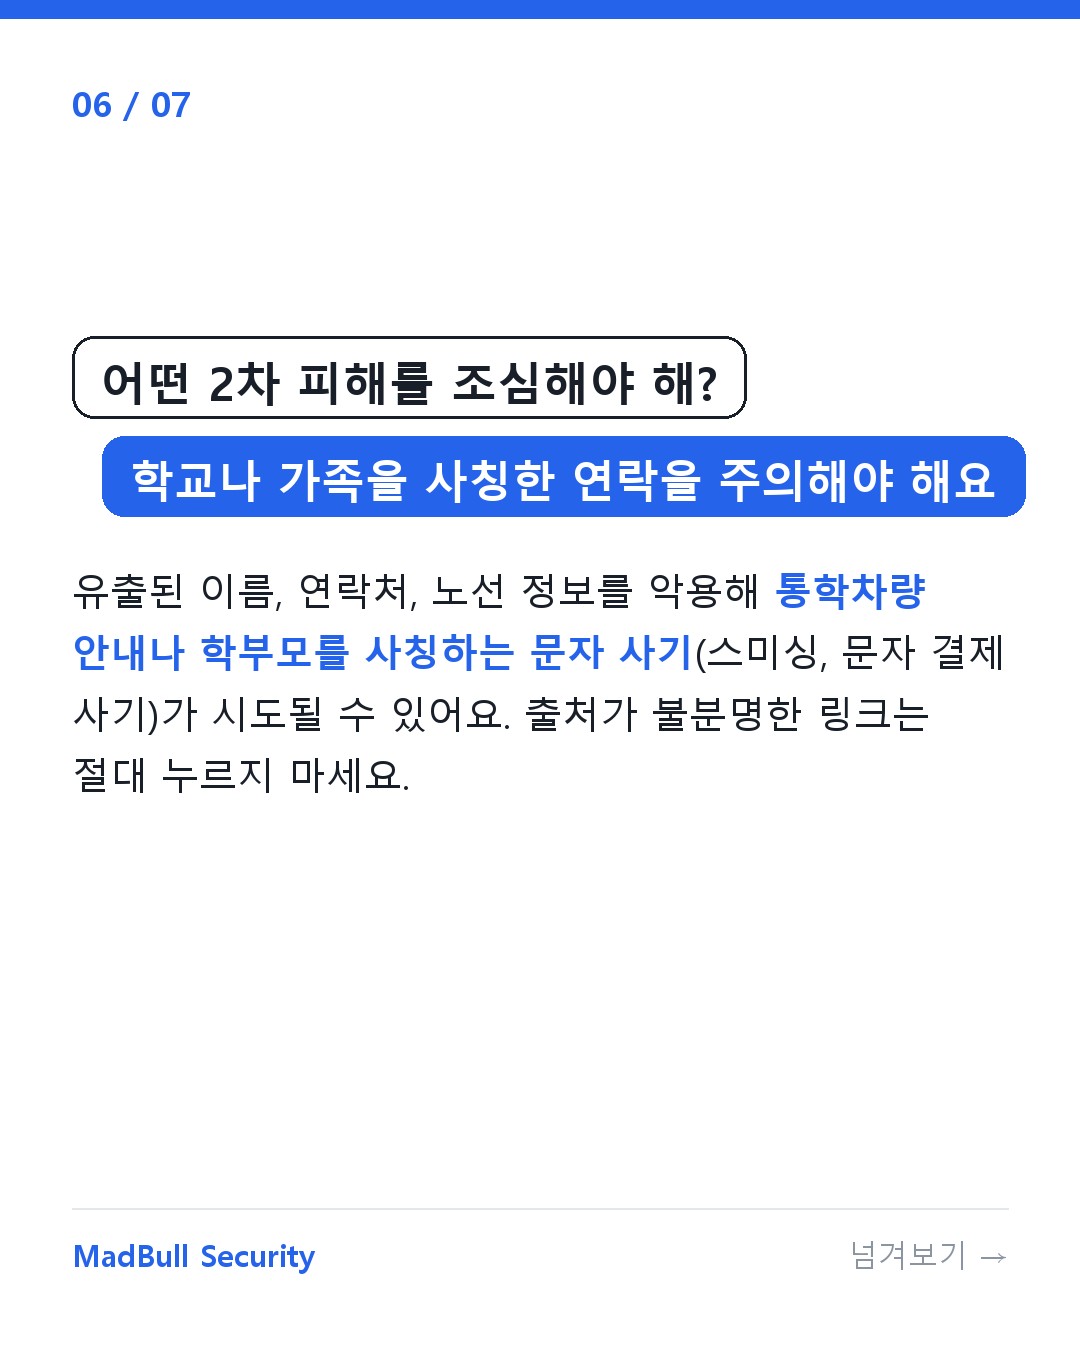 06 / 07
어떤 2차 피해를 조심해야 해?
학교나 가족을 사칭한 연락을 주의해야 해요
유출된 이름, 연락처, 노선 정보를 악용해 통학차량
안내나 학부모를 사칭하는 문자 사기(스미싱, 문자 결제
사기)가 시도될 수 있어요. 출처가 불분명한 링크는
절대 누르지 마세요.
MadBull Security
넘겨보기 →